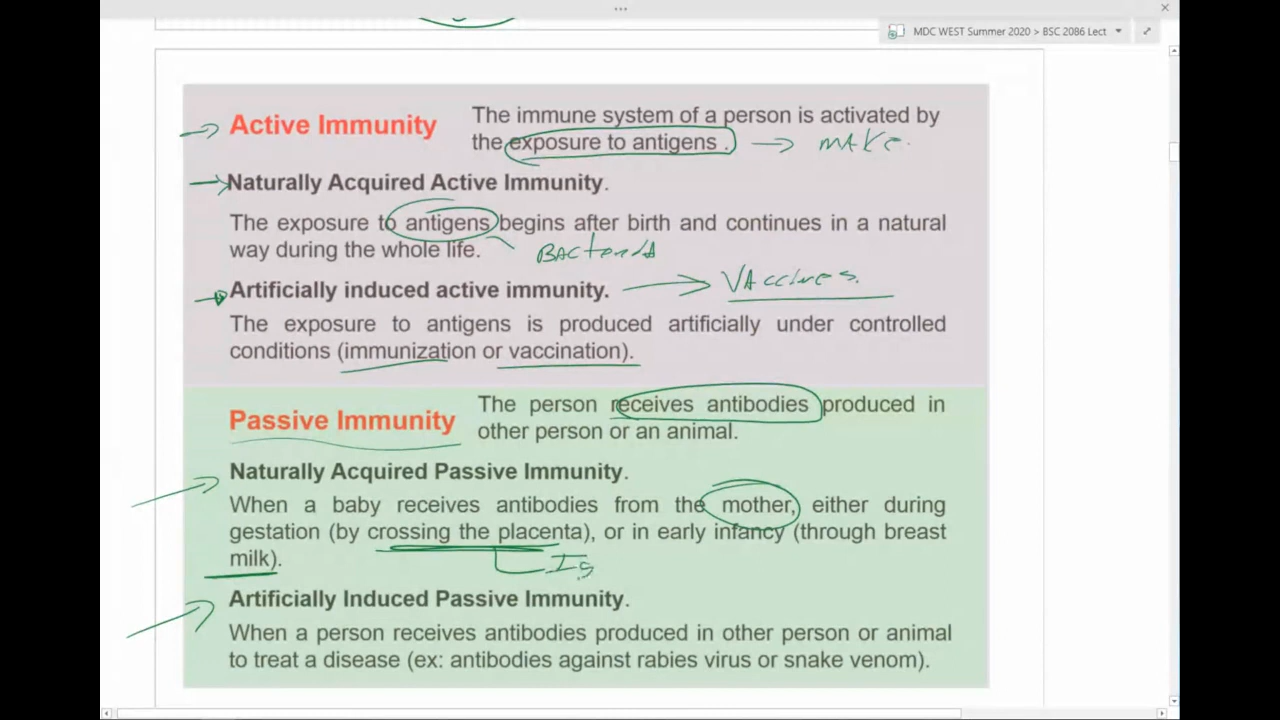 MDC WEST Summer 2020 > BSC 2086 Lect
Active Immunity
The immune system of a person is activated by
the exposure to antigens . → MAKE
Naturally Acquired Active Immunity.
The exposure to antigens begins after birth and continues in a natural
way during the whole life.
BACteriA
Artificially induced active immunity. → VAccines.
The exposure to antigens is produced artificially under controlled
conditions (immunization or vaccination).
Passive Immunity
The person receives antibodies produced in
other person or an animal.
Naturally Acquired Passive Immunity.
When a baby receives antibodies from the mother, either during
gestation (by crossing the placenta), or in early infancy (through breast
milk).
Ig
Artificially Induced Passive Immunity.
When a person receives antibodies produced in other person or animal
to treat a disease (ex: antibodies against rabies virus or snake venom).